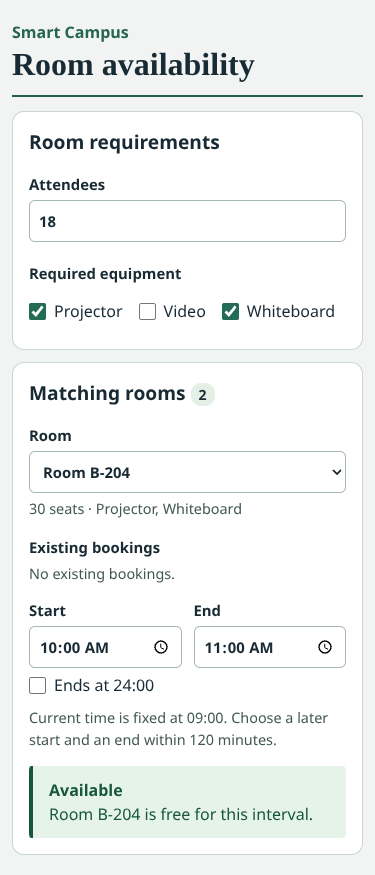 Smart Campus
Room availability
Room requirements
Attendees
18
Required equipment
Projector Video Whiteboard
Matching rooms 2
Room
Room B-204
30 seats · Projector, Whiteboard
Existing bookings
No existing bookings.
Start End
10:00 AM 11:00 AM
Ends at 24:00
Current time is fixed at 09:00. Choose a later
start and an end within 120 minutes.
Available
Room B-204 is free for this interval.